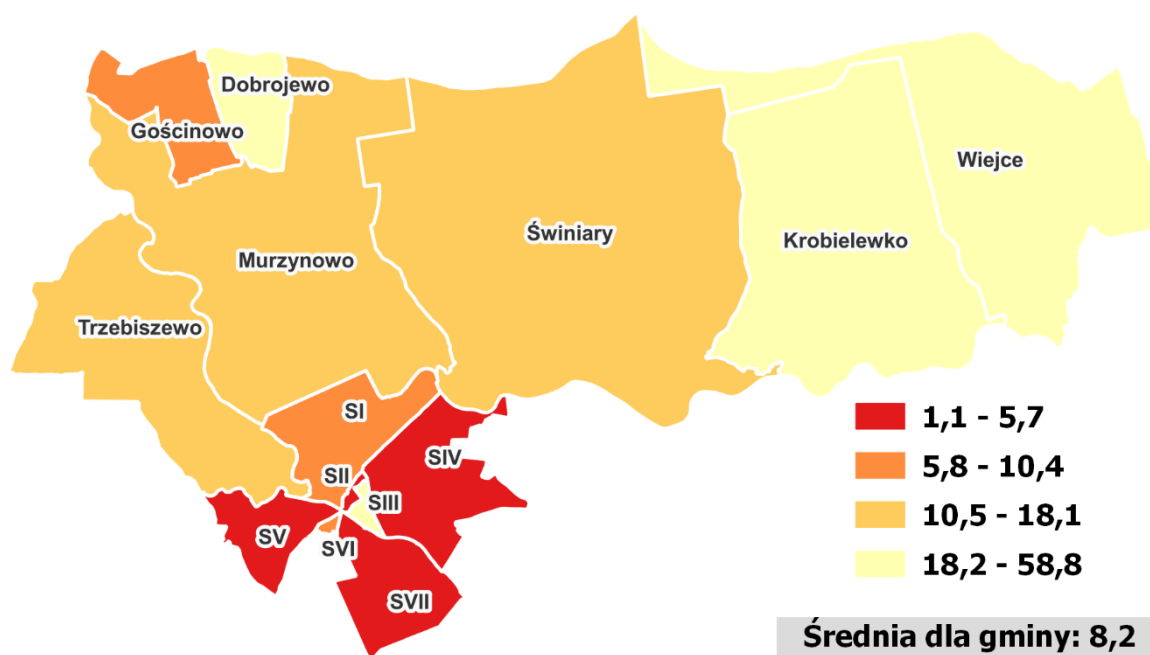 Dobrojewo
Gościnowo
Wiejce
Świniary
Krobielewko
Murzynowo
Trzebiszewo
SI
SII
SIV
SIII
SV
SVI
SVII
1,1 - 5,7
5,8 - 10,4
10,5 - 18,1
18,2 - 58,8
Średnia dla gminy: 8,2